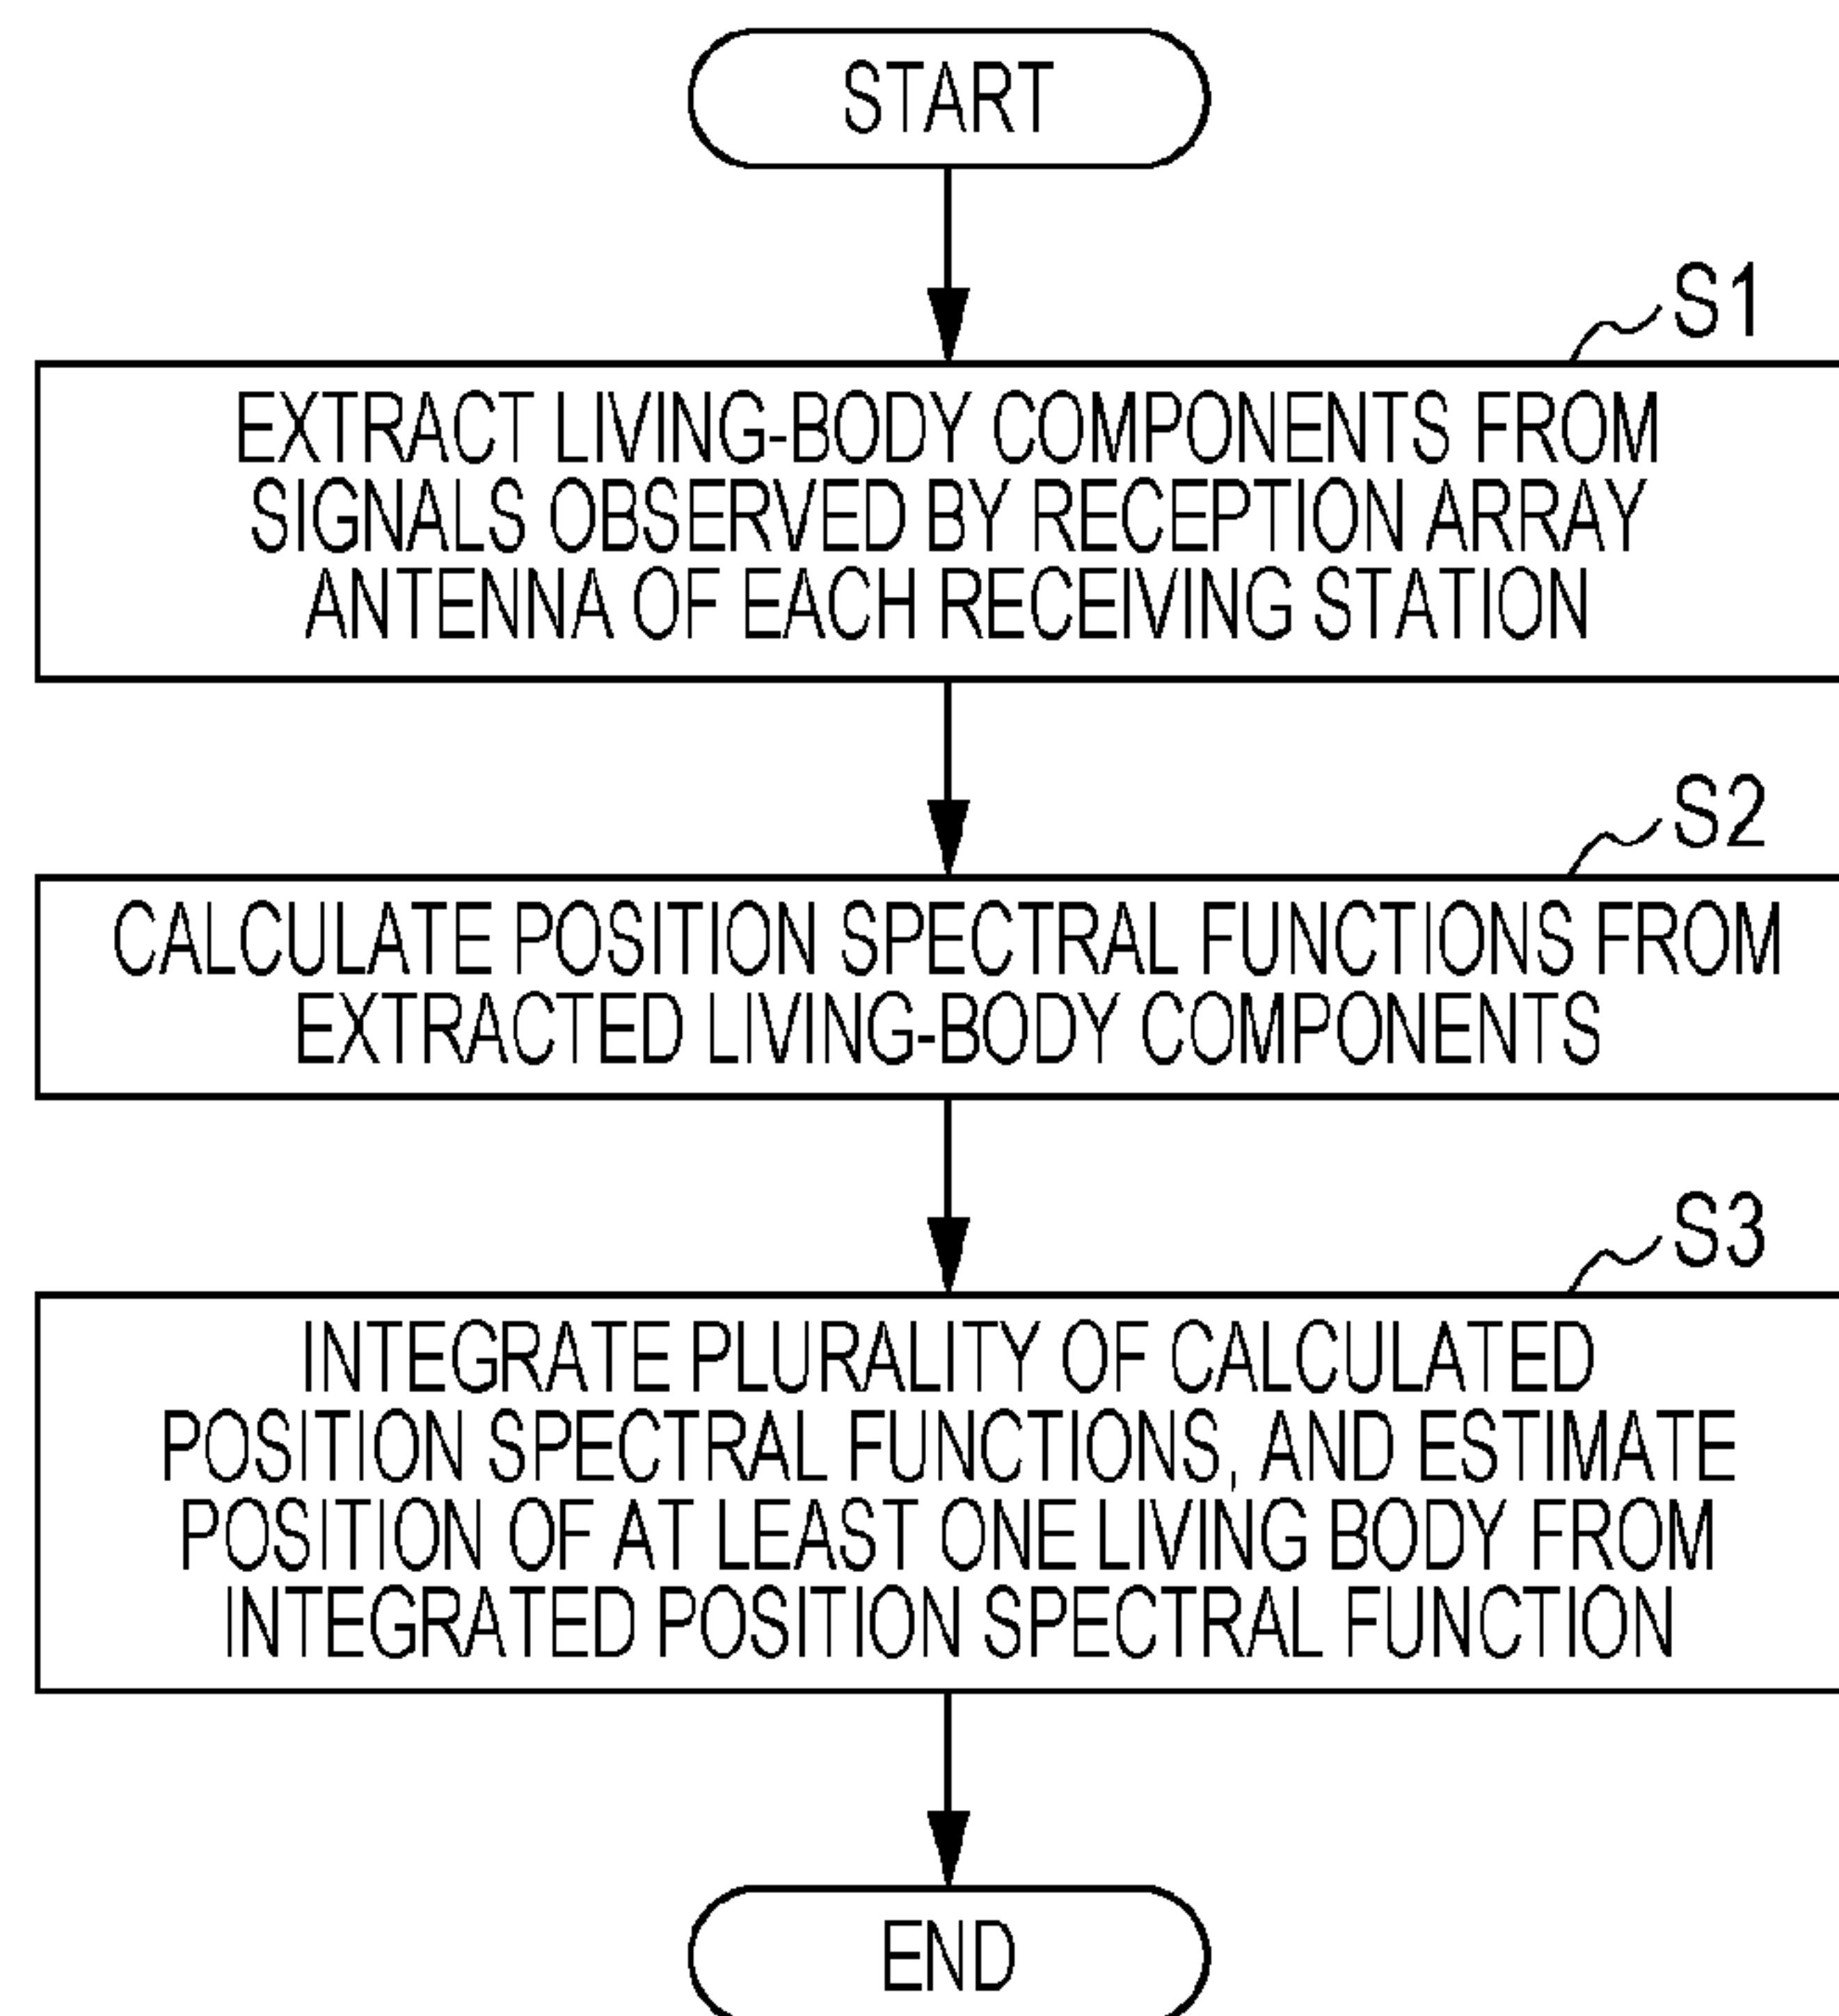 START
S1
EXTRACT LIVING-BODY COMPONENTS FROM
SIGNALS OBSERVED BY RECEPTION ARRAY
ANTENNA OF EACH RECEIVING STATION
S2
CALCULATE POSITION SPECTRAL FUNCTIONS FROM
EXTRACTED LIVING-BODY COMPONENTS
S3
INTEGRATE PLURALITY OF CALCULATED
POSITION SPECTRAL FUNCTIONS, AND ESTIMATE
POSITION OF AT LEAST ONE LIVING BODY FROM
INTEGRATED POSITION SPECTRAL FUNCTION
END